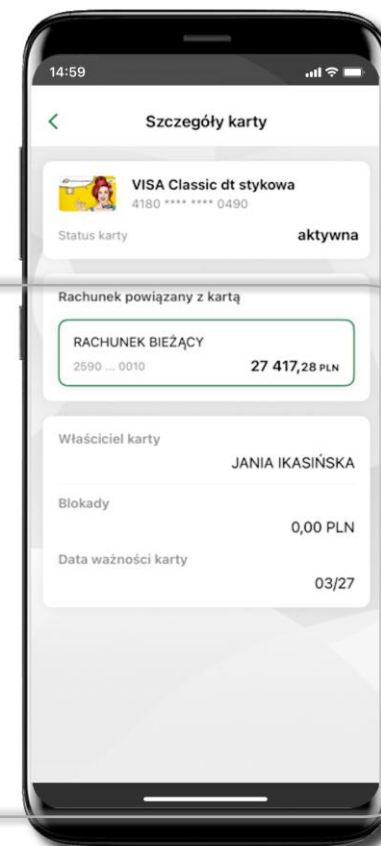 14:59
Szczegóły karty
VISA Classic dt stykowa
4180 **** **** 0490
Status karty aktywna
Rachunek powiązany z kartą
RACHUNEK BIEŻĄCY
2590 ... 0010 27 417,28 PLN
Właściciel karty
JANIA IKASIŃSKA
Blokady
0,00 PLN
Data ważności karty
03/27